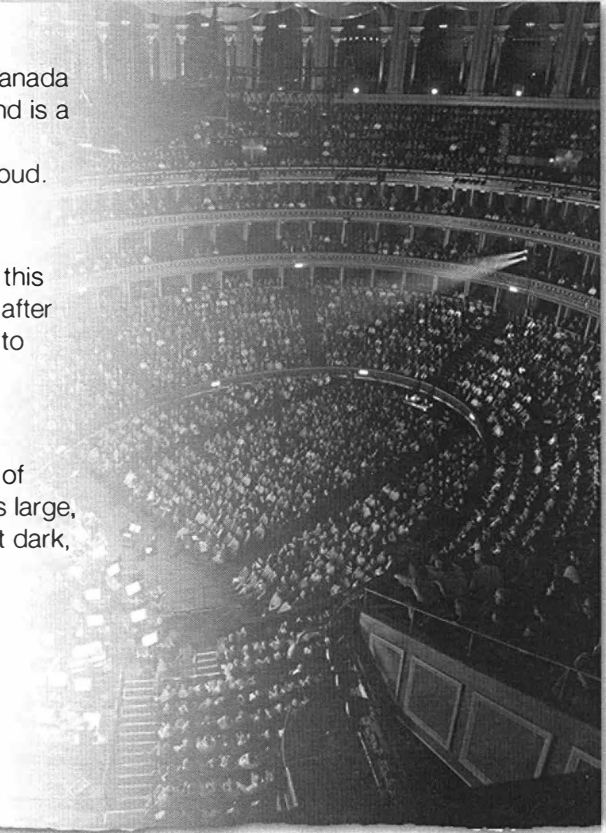 anada
nd is a
oud.
this
after
to
of
s large,
t dark,